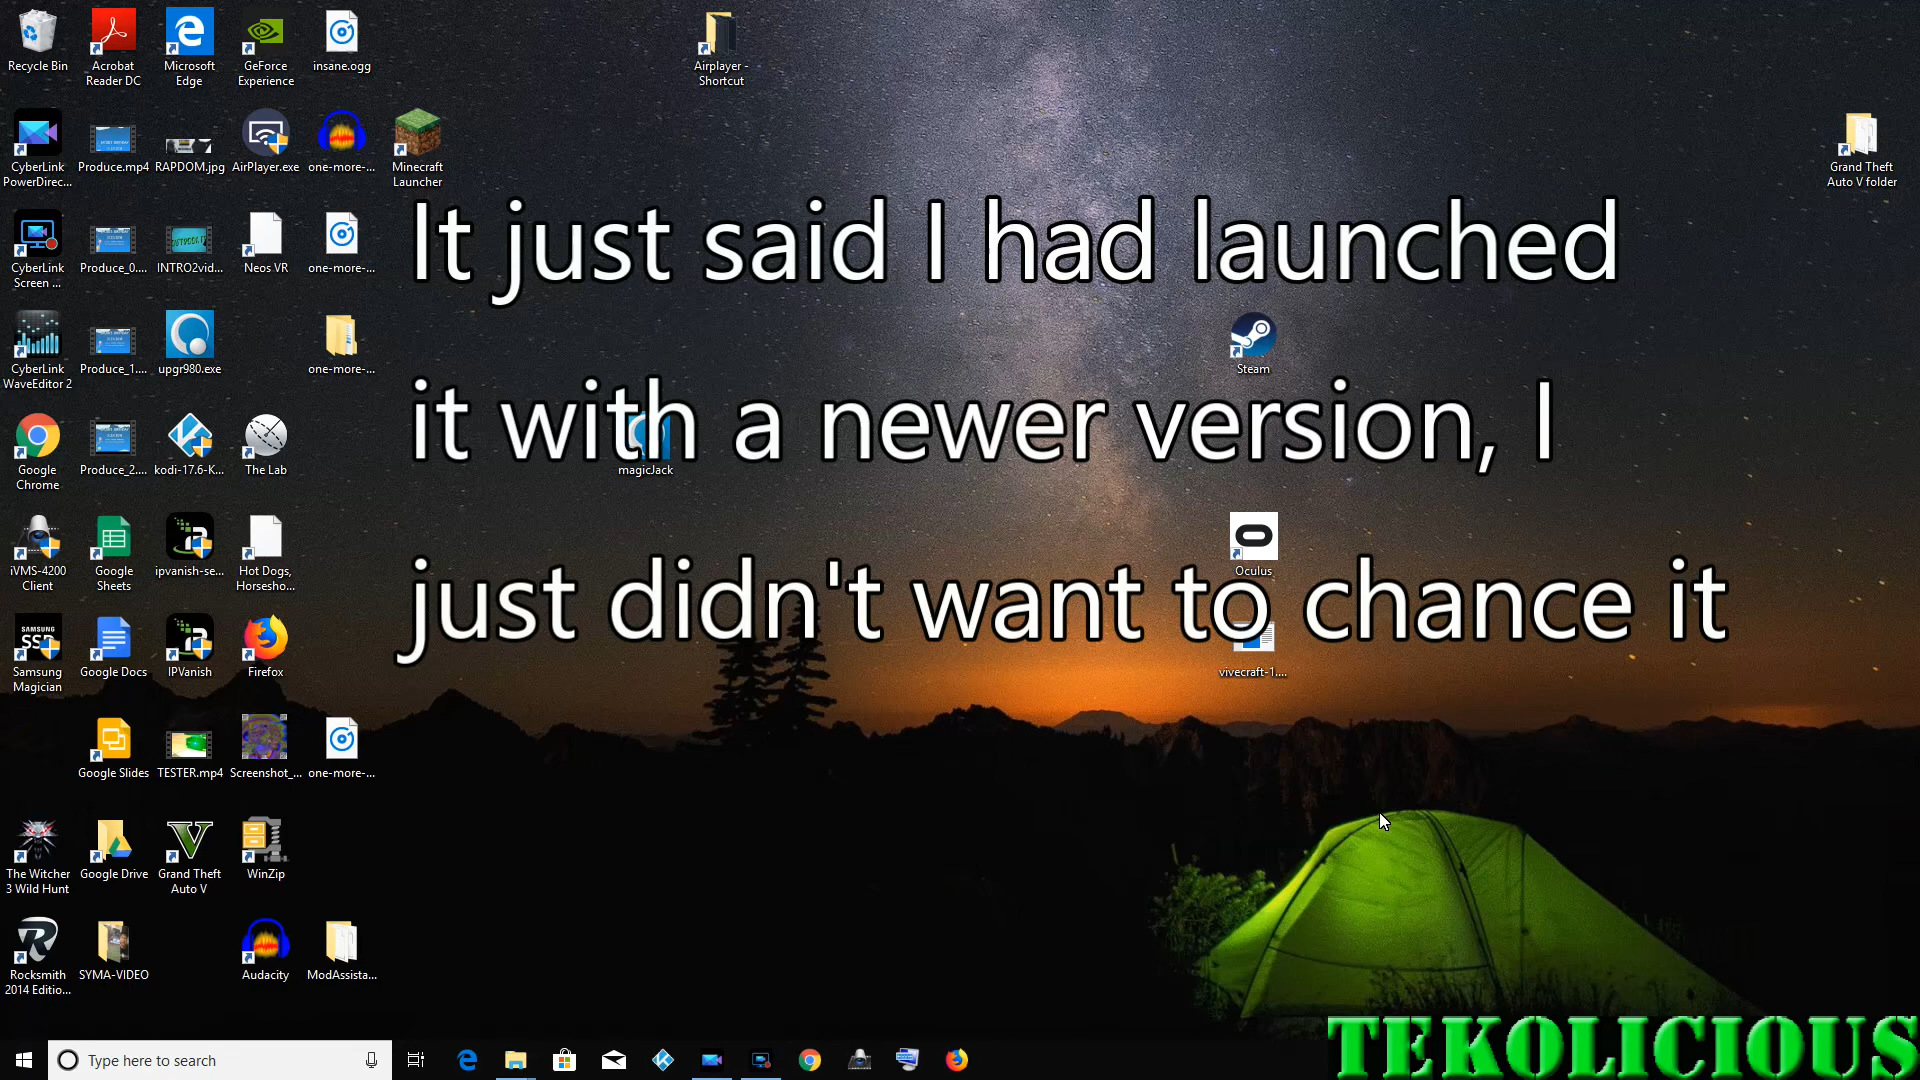 Recycle Bin
Acrobat
Reader DC
Microsoft
Edge
GeForce
Experience
insane.ogg
Airplayer -
Shortcut
CyberLink
PowerDirec...
Produce.mp4
RAPDOM.jpg
AirPlayer.exe
one-more-...
Minecraft
Launcher
Grand Theft
Auto V folder
It just said I had launched
it with a newer version, I
just didn't want to chance it
CyberLink
Screen ...
Produce_0....
INTRO2vid...
Neos VR
one-more-...
CyberLink
WaveEditor 2
Produce_1....
upgr980.exe
one-more-...
Steam
Google
Chrome
Produce_2....
kodi-17.6-K...
The Lab
magicJack
iVMS-4200
Client
Google
Sheets
ipvanish-se...
Hot Dogs,
Horsesho...
Oculus
SAMSUNG
SSD
Samsung
Magician
Google Docs
IPVanish
Firefox
vivecraft-1....
Google Slides
TESTER.mp4
Screenshot_...
one-more-...
The Witcher
3 Wild Hunt
Google Drive
Grand Theft
Auto V
WinZip
Rocksmith
2014 Editio...
SYMA-VIDEO
Audacity
ModAssista...
Type here to search
TEKOLICIOUS